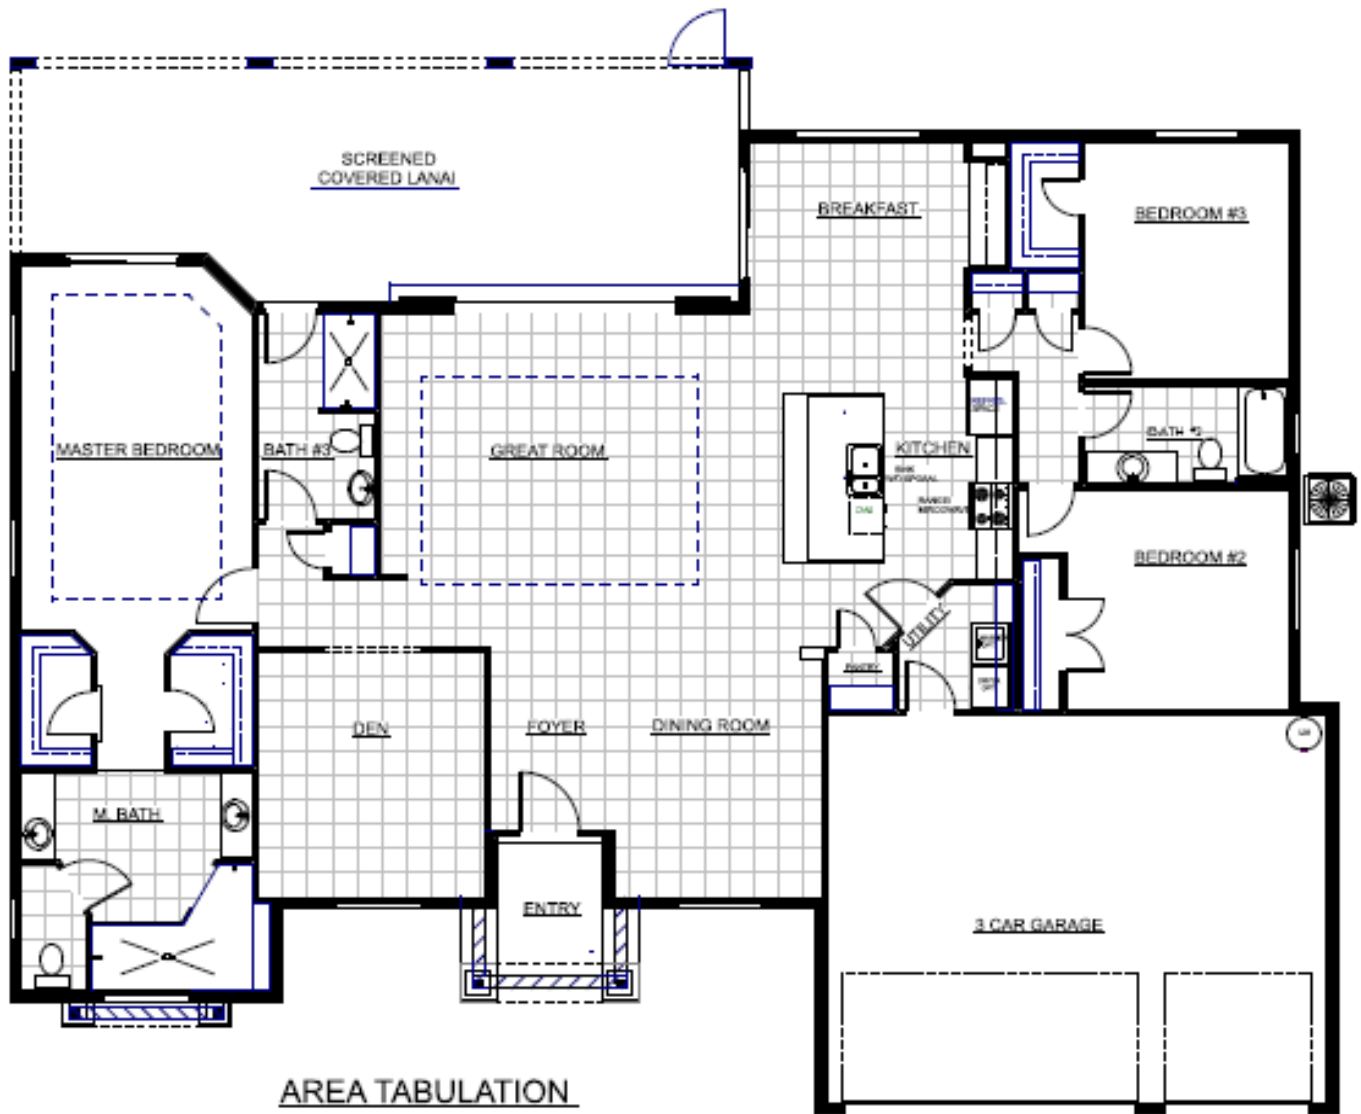 SCREENED
COVERED LANAI
BREAKFAST
BEDROOM #3
MASTER BEDROOM
BATH #3
GREAT ROOM
KITCHEN
BATH #2
BEDROOM #2
UTILITY
PANTRY
DEN
FOYER
DINING ROOM
M. BATH
ENTRY
3 CAR GARAGE
AREA TABULATION